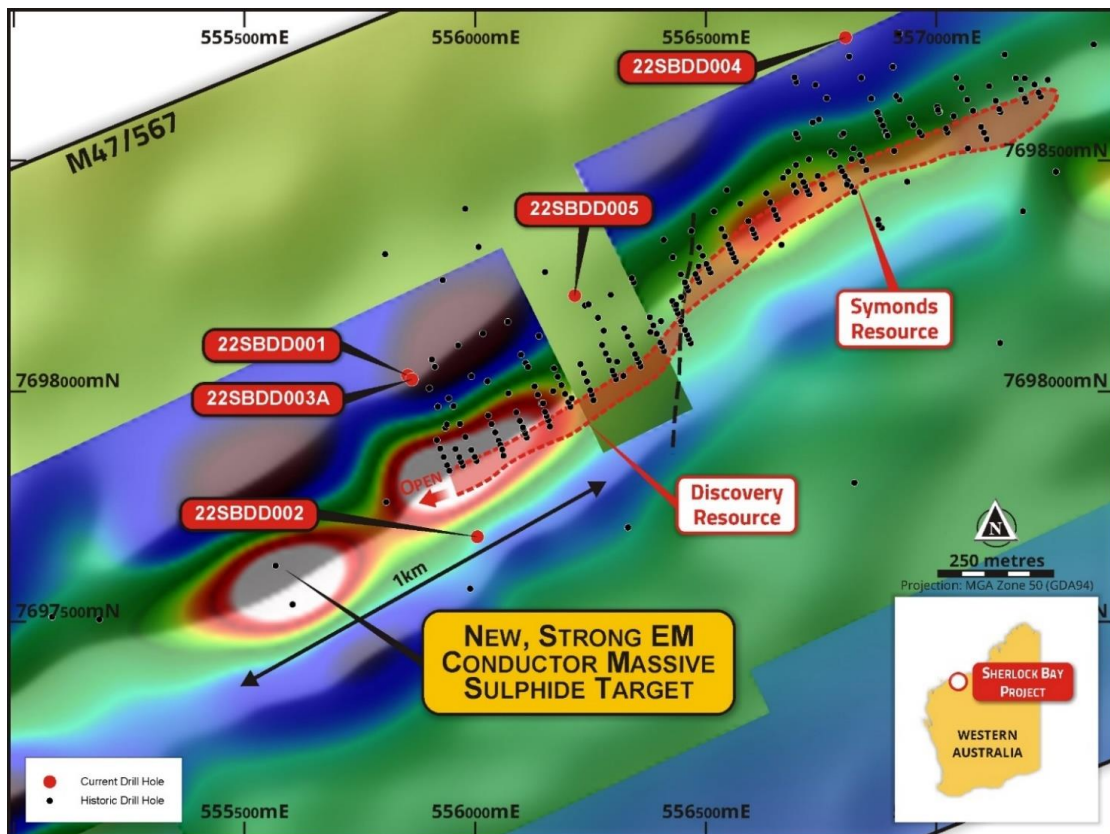 555500mE
556000mE
556500mE
557000mE
M47/567
22SBDD004
7698500mN
22SBDD005
Symonds
Resource
22SBDD001
7698000mN
7698000mN
22SBDD003A
OPEN
22SBDD002
Discovery
Resource
N
250 metres
Projection: MGA Zone 50 (GDA94)
1km
7697500mN
NEW, STRONG EM
CONDUCTOR MASSIVE
SULPHIDE TARGET
SHERLOCK BAY
PROJECT
WESTERN
AUSTRALIA
Current Drill Hole
Historic Drill Hole
555500mE
556000mE
556500mE